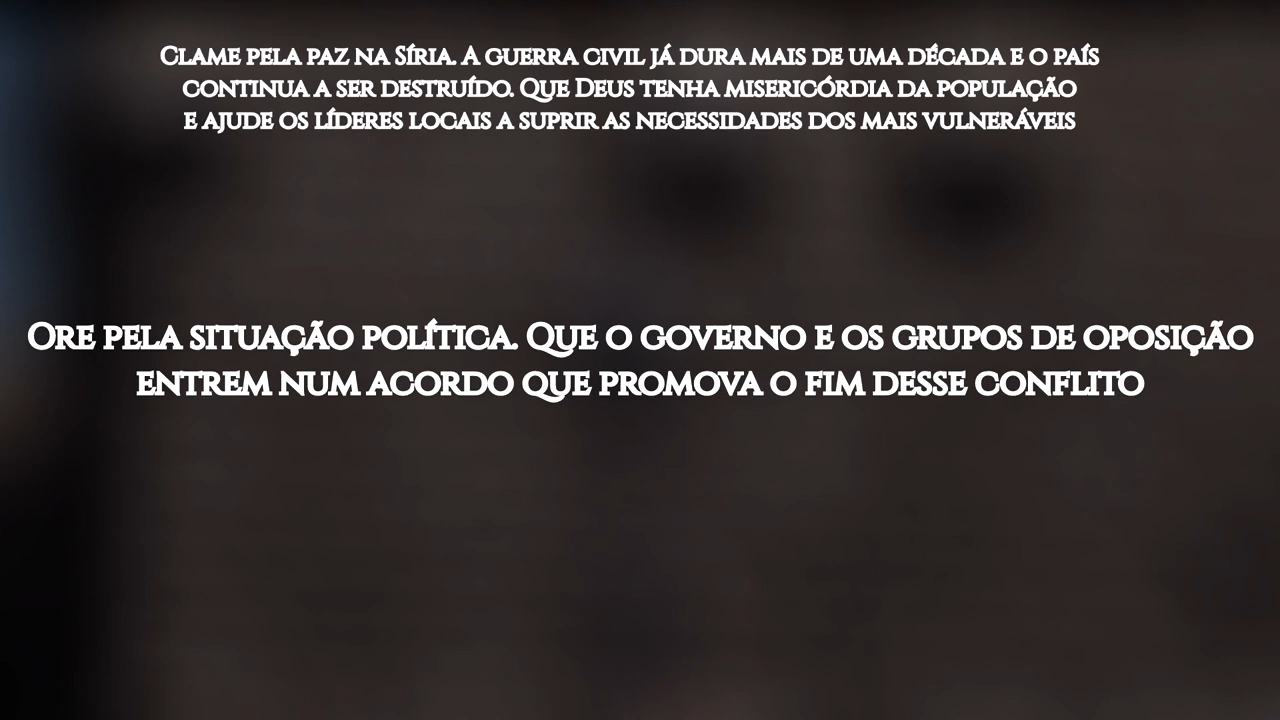 Clame pela paz na Síria. A guerra civil já dura mais de uma década e o país
continua a ser destruído. Que Deus tenha misericórdia da população
e ajude os líderes locais a suprir as necessidades dos mais vulneráveis
Ore pela situação política. Que o governo e os grupos de oposição
entrem num acordo que promova o fim desse conflito